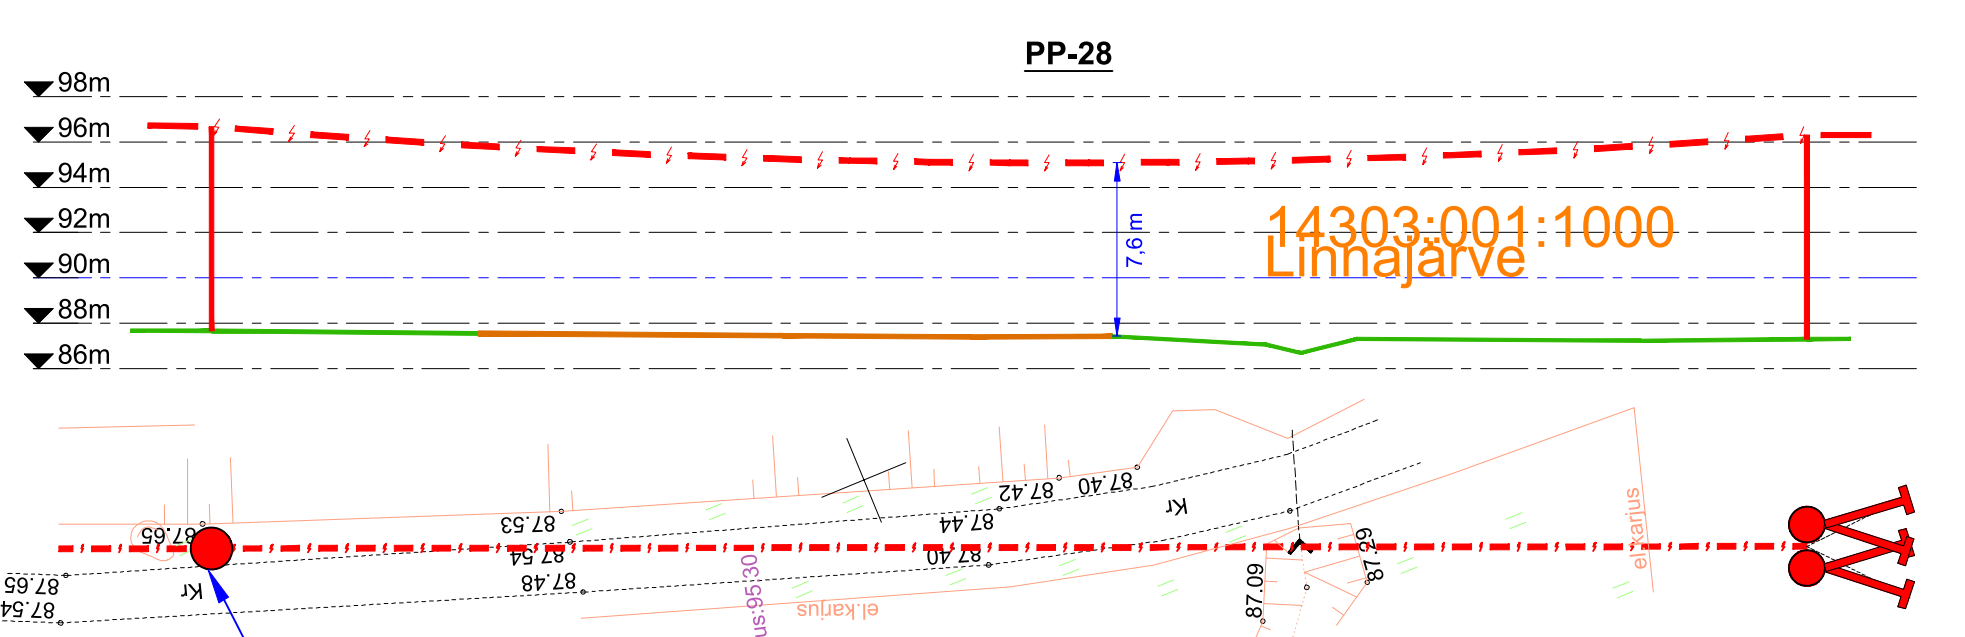 PP-28
98m
96m
94m
92m
90m
88m
86m
7,6 m
14303:001:1000
Linnajärve
87.65
87.53
87.42
87.40
87.54
87.44
87.40
Kr
87.65
87.54
Kr
87.48
us:95:30
el.karjus
87.09
87.29
el.karjus